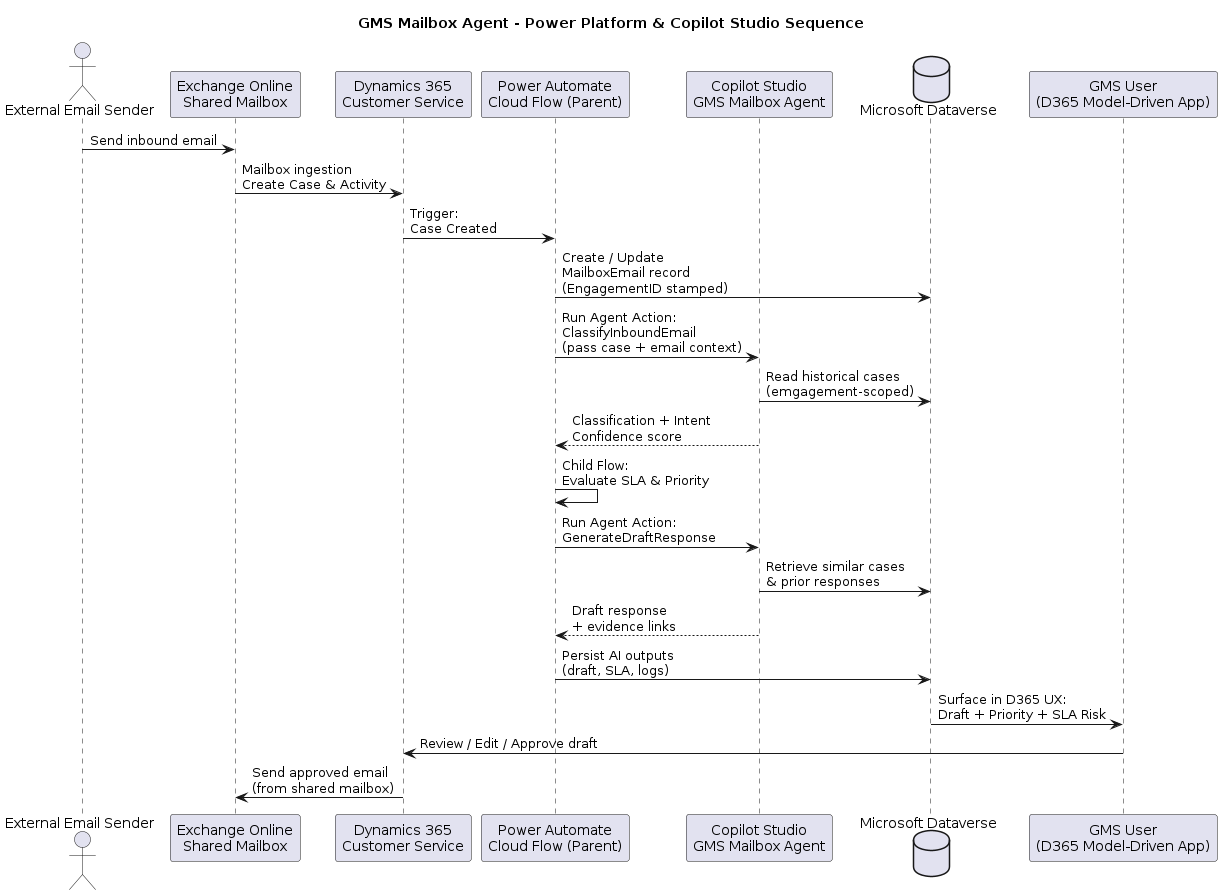 GMS Mailbox Agent - Power Platform & Copilot Studio Sequence
External Email Sender
Exchange Online
Shared Mailbox
Dynamics 365
Customer Service
Power Automate
Cloud Flow (Parent)
Copilot Studio
GMS Mailbox Agent
Microsoft Dataverse
GMS User
(D365 Model-Driven App)
Send inbound email
Mailbox ingestion
Create Case & Activity
Trigger:
Case Created
Create / Update
MailboxEmail record
(EngagementID stamped)
Run Agent Action:
ClassifyInboundEmail
(pass case + email context)
Read historical cases
(emgagement-scoped)
Classification + Intent
Confidence score
Child Flow:
Evaluate SLA & Priority
Run Agent Action:
GenerateDraftResponse
Retrieve similar cases
& prior responses
Draft response
+ evidence links
Persist AI outputs
(draft, SLA, logs)
Surface in D365 UX:
Draft + Priority + SLA Risk
Review / Edit / Approve draft
Send approved email
(from shared mailbox)
External Email Sender
Exchange Online
Shared Mailbox
Dynamics 365
Customer Service
Power Automate
Cloud Flow (Parent)
Copilot Studio
GMS Mailbox Agent
Microsoft Dataverse
GMS User
(D365 Model-Driven App)